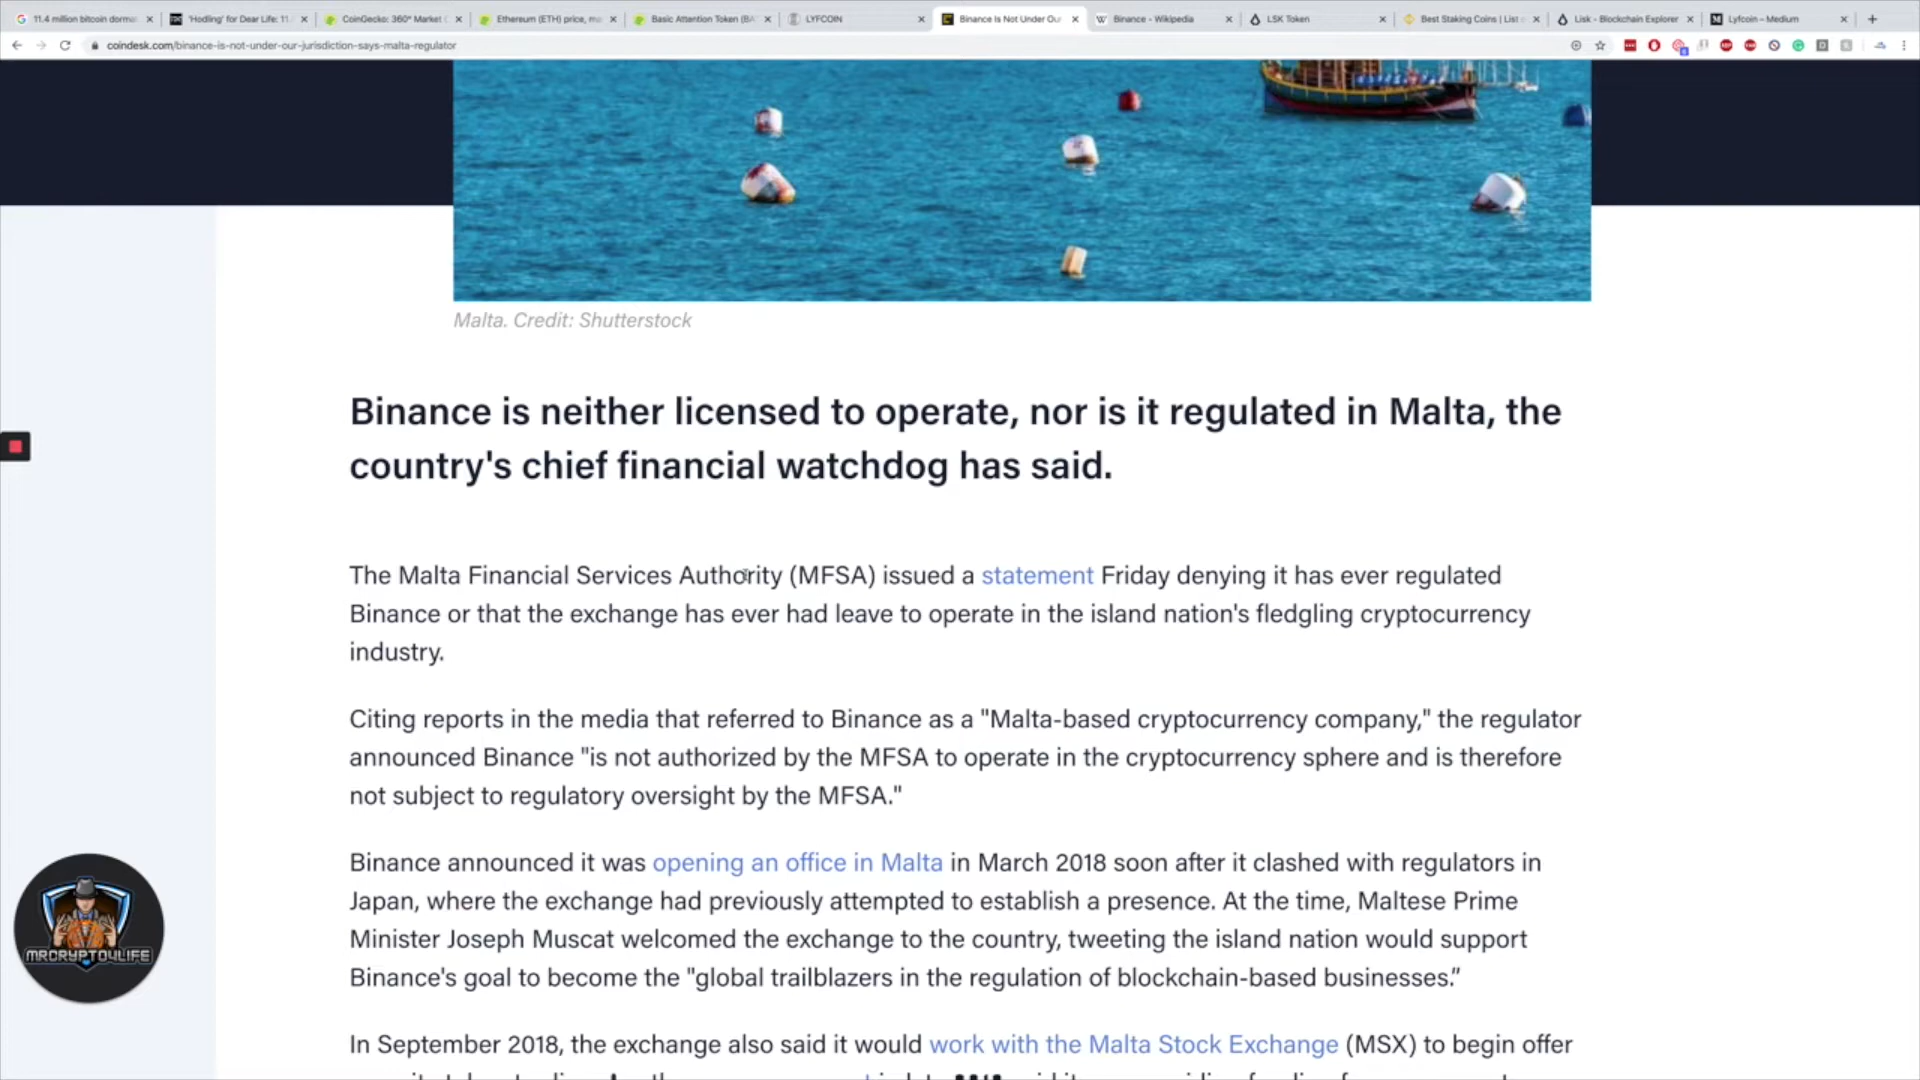 11.4 million bitcoin dorma
'Hodling' for Dear Life: 11.
CoinGecko: 360° Market
Ethereum (ETH) price, ma
Basic Attention Token (BA
LYFCOIN
Binance Is Not Under Our
Binance - Wikipedia
LSK Token
Best Staking Coins | List
Lisk - Blockchain Explorer
Lyfcoin – Medium
coindesk.com/binance-is-not-under-our-jurisdiction-says-malta-regulator
Malta. Credit: Shutterstock
Binance is neither licensed to operate, nor is it regulated in Malta, the
country's chief financial watchdog has said.
The Malta Financial Services Authority (MFSA) issued a statement Friday denying it has ever regulated
Binance or that the exchange has ever had leave to operate in the island nation's fledgling cryptocurrency
industry.
Citing reports in the media that referred to Binance as a "Malta-based cryptocurrency company," the regulator
announced Binance "is not authorized by the MFSA to operate in the cryptocurrency sphere and is therefore
not subject to regulatory oversight by the MFSA."
Binance announced it was opening an office in Malta in March 2018 soon after it clashed with regulators in
Japan, where the exchange had previously attempted to establish a presence. At the time, Maltese Prime
Minister Joseph Muscat welcomed the exchange to the country, tweeting the island nation would support
Binance's goal to become the "global trailblazers in the regulation of blockchain-based businesses."
MRCRYPTO4LIFE
In September 2018, the exchange also said it would work with the Malta Stock Exchange (MSX) to begin offer